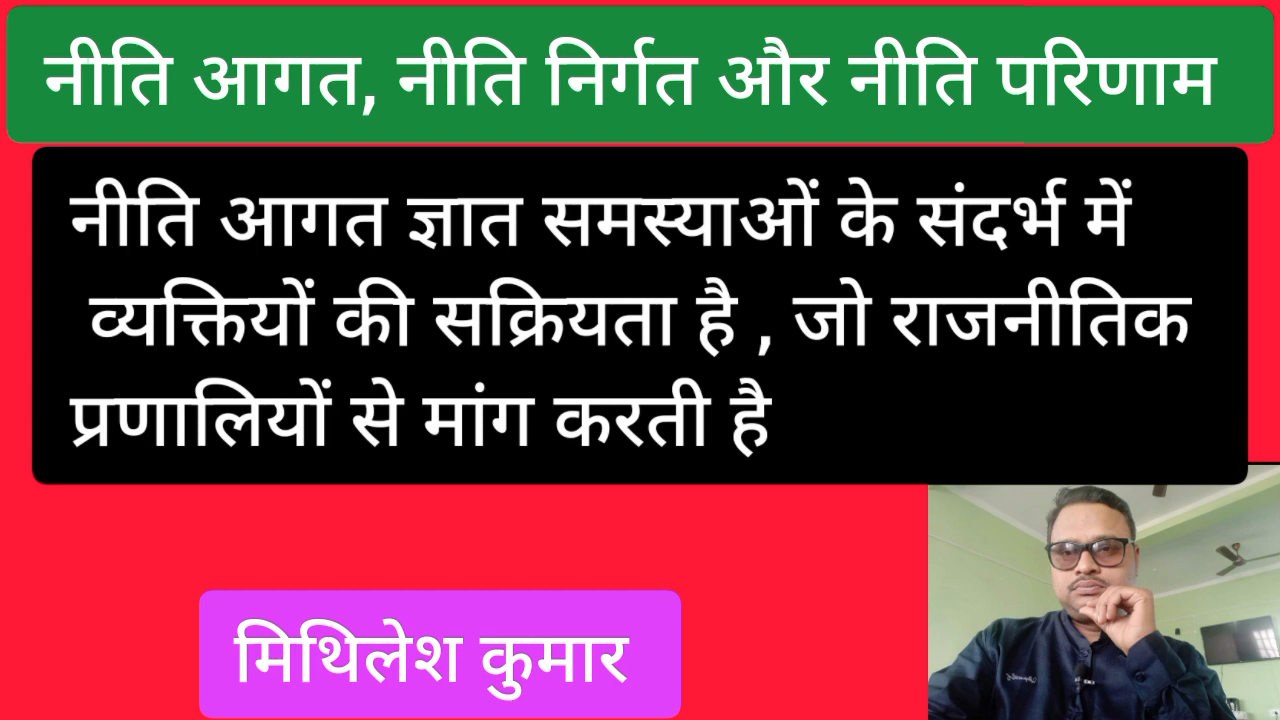 नीति आगत, नीति निर्गत और नीति परिणाम
नीति आगत ज्ञात समस्याओं के संदर्भ में
व्यक्तियों की सक्रियता है , जो राजनीतिक
प्रणालियों से मांग करती है
मिथिलेश कुमार